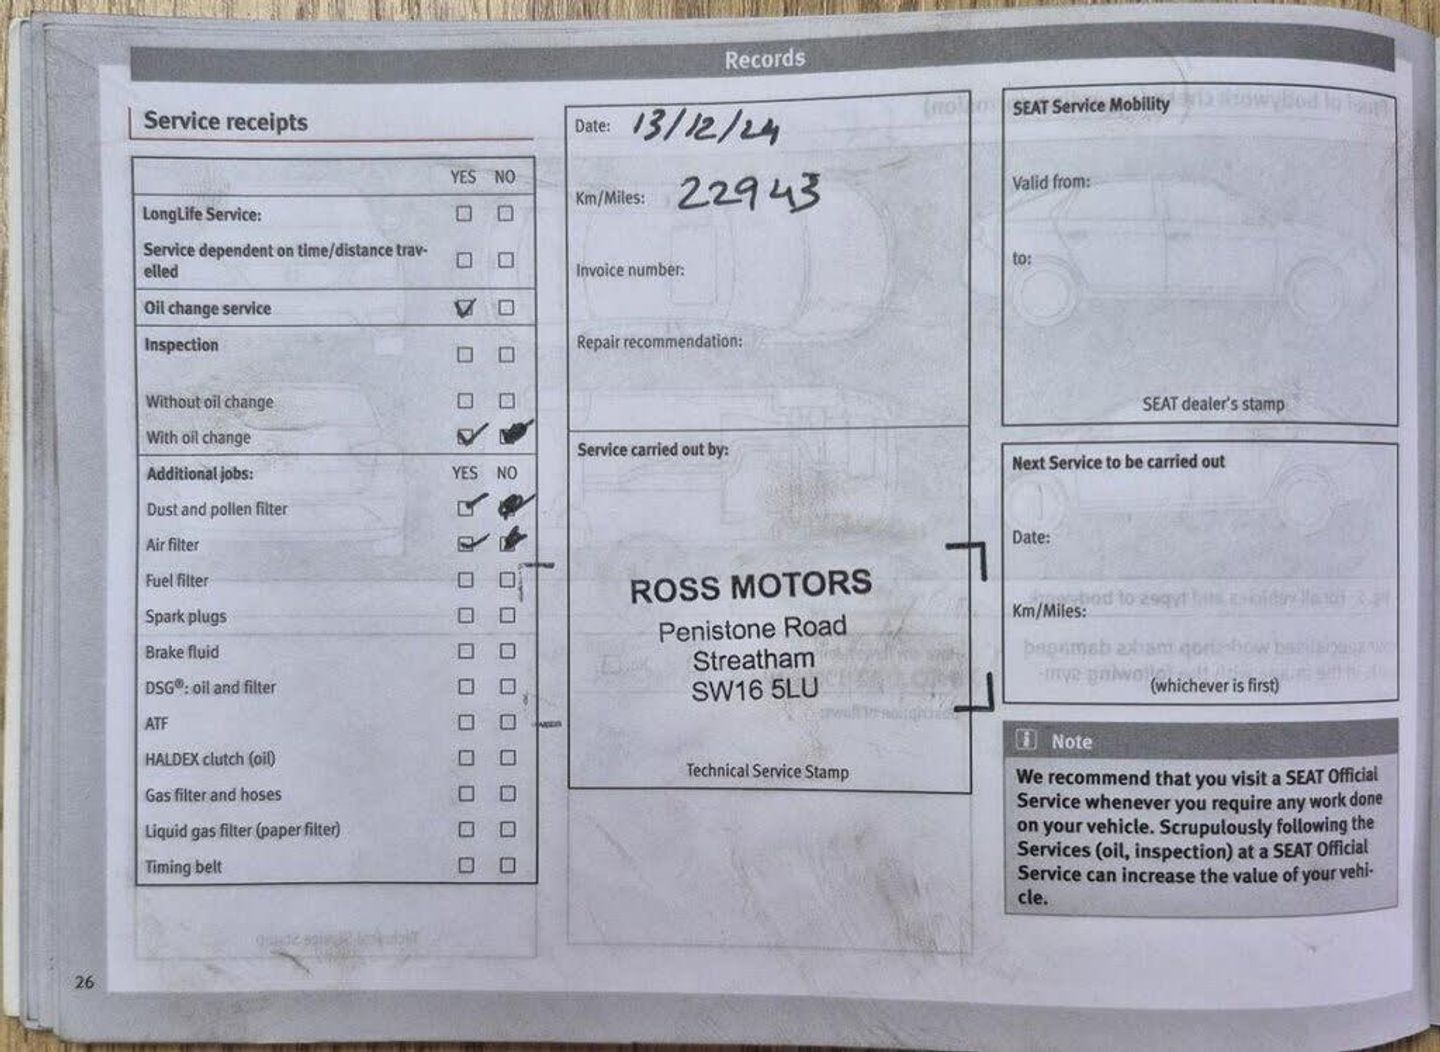 Records
Service receipts
YES NO
LongLife Service:
Service dependent on time/distance trav-
elled
Oil change service
Inspection
Without oil change
With oil change
Additional jobs: YES NO
Dust and pollen filter
Air filter
Fuel filter
Spark plugs
Brake fluid
DSG®: oil and filter
ATF
HALDEX clutch (oil)
Gas filter and hoses
Liquid gas filter (paper filter)
Timing belt
26
Date: 13/12/24
Km/Miles: 22943
Invoice number:
Repair recommendation:
Service carried out by:
ROSS MOTORS
Penistone Road
Streatham
SW16 5LU
Technical Service Stamp
SEAT Service Mobility
Valid from:
to:
SEAT dealer's stamp
Next Service to be carried out
Date:
Km/Miles:
(whichever is first)
i Note
We recommend that you visit a SEAT Official
Service whenever you require any work done
on your vehicle. Scrupulously following the
Services (oil, inspection) at a SEAT Official
Service can increase the value of your vehi-
cle.